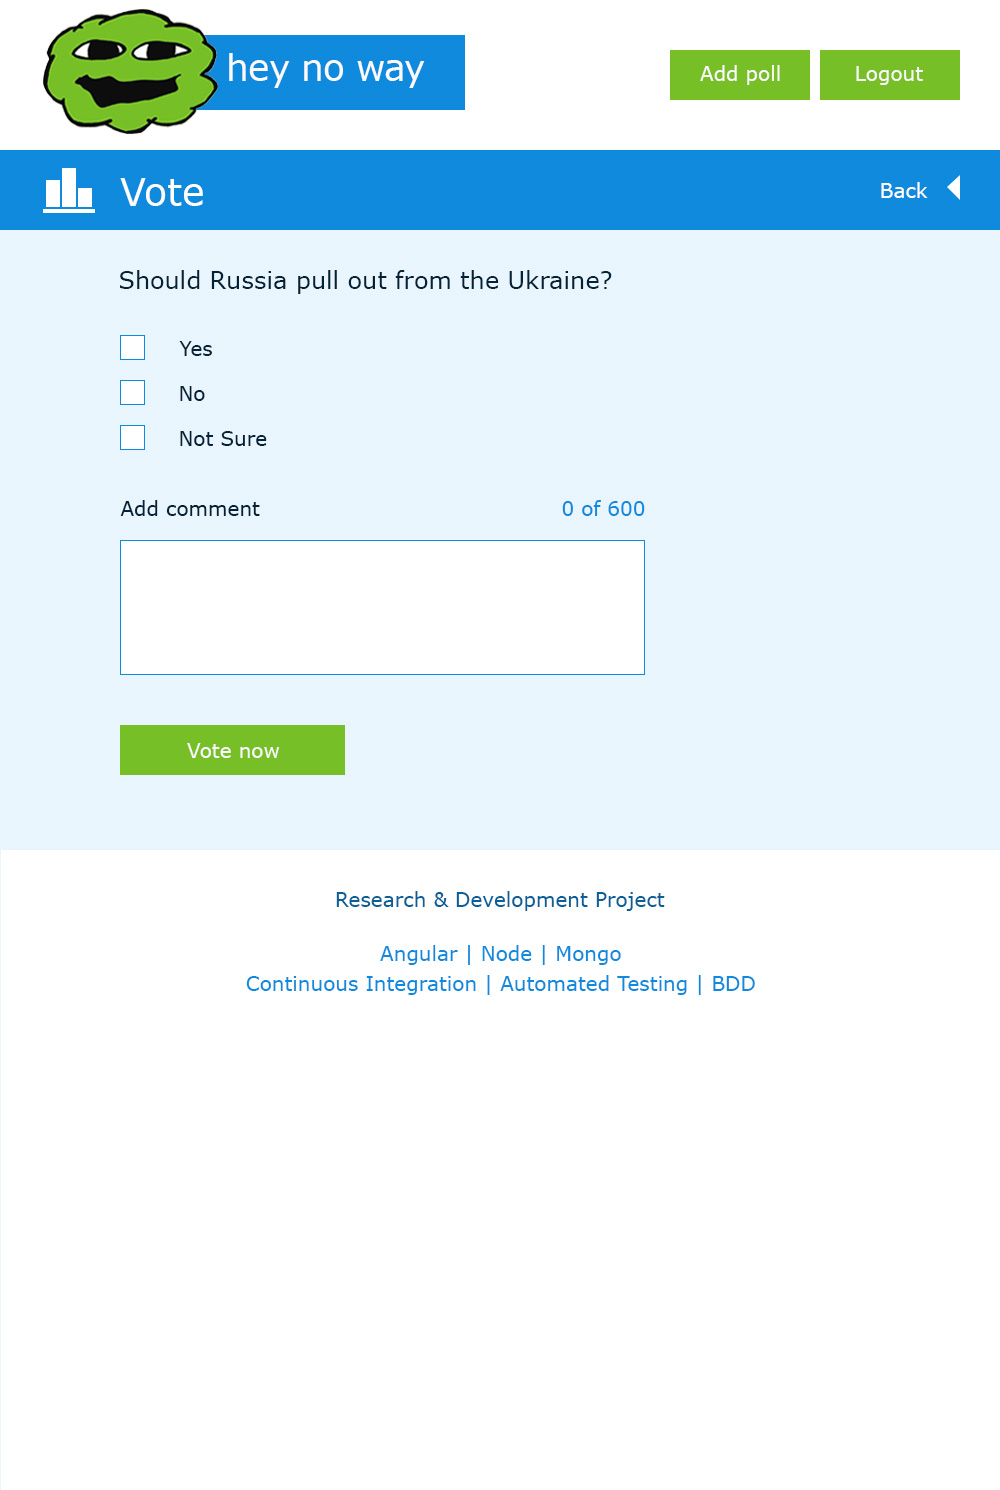 hey no way
Add poll
Logout
Vote
Back
Should Russia pull out from the Ukraine?
Yes
No
Not Sure
Add comment
0 of 600
Vote now
Research & Development Project
Angular | Node | Mongo
Continuous Integration | Automated Testing | BDD